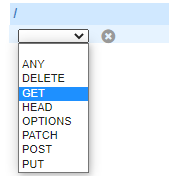 /
ANY
DELETE
GET
HEAD
OPTIONS
PATCH
POST
PUT